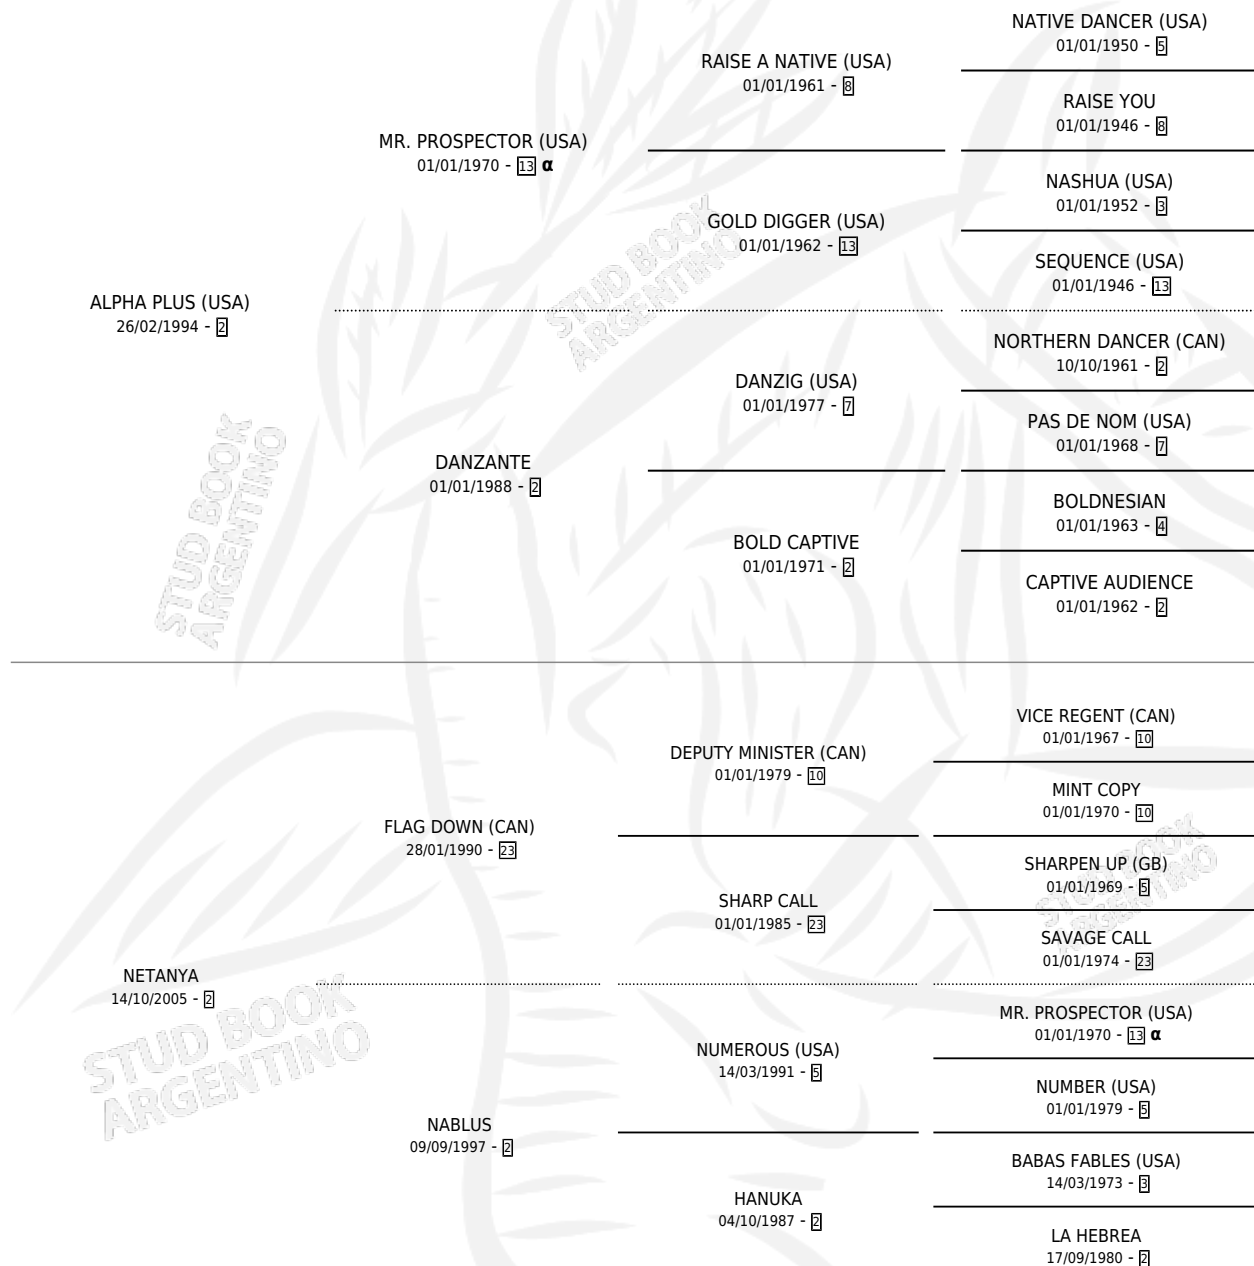 NATIVE DANCER (USA)
01/01/1950 - 5
RAISE A NATIVE (USA)
01/01/1961 - 8
RAISE YOU
01/01/1946 - 8
MR. PROSPECTOR (USA)
01/01/1970 - 13 α
NASHUA (USA)
01/01/1952 - 3
GOLD DIGGER (USA)
01/01/1962 - 13
SEQUENCE (USA)
01/01/1946 - 13
ALPHA PLUS (USA)
26/02/1994 - 2
NORTHERN DANCER (CAN)
10/10/1961 - 2
DANZIG (USA)
01/01/1977 - 7
PAS DE NOM (USA)
01/01/1968 - 7
DANZANTE
01/01/1988 - 2
BOLDNESIAN
01/01/1963 - 4
BOLD CAPTIVE
01/01/1971 - 2
CAPTIVE AUDIENCE
01/01/1962 - 2
VICE REGENT (CAN)
01/01/1967 - 10
DEPUTY MINISTER (CAN)
01/01/1979 - 10
MINT COPY
01/01/1970 - 10
FLAG DOWN (CAN)
28/01/1990 - 23
SHARPEN UP (GB)
01/01/1969 - 5
SHARP CALL
01/01/1985 - 23
SAVAGE CALL
01/01/1974 - 23
NETANYA
14/10/2005 - 2
MR. PROSPECTOR (USA)
01/01/1970 - 13 α
NUMEROUS (USA)
14/03/1991 - 5
NUMBER (USA)
01/01/1979 - 5
NABLUS
09/09/1997 - 2
BABAS FABLES (USA)
14/03/1973 - 3
HANUKA
04/10/1987 - 2
LA HEBREA
17/09/1980 - 2
STUD BOOK
ARGENTINO
STUD BOOK
ARGENTINO
STUD BOOK
ARGENTINO
STUD BOOK
ARGENTINO